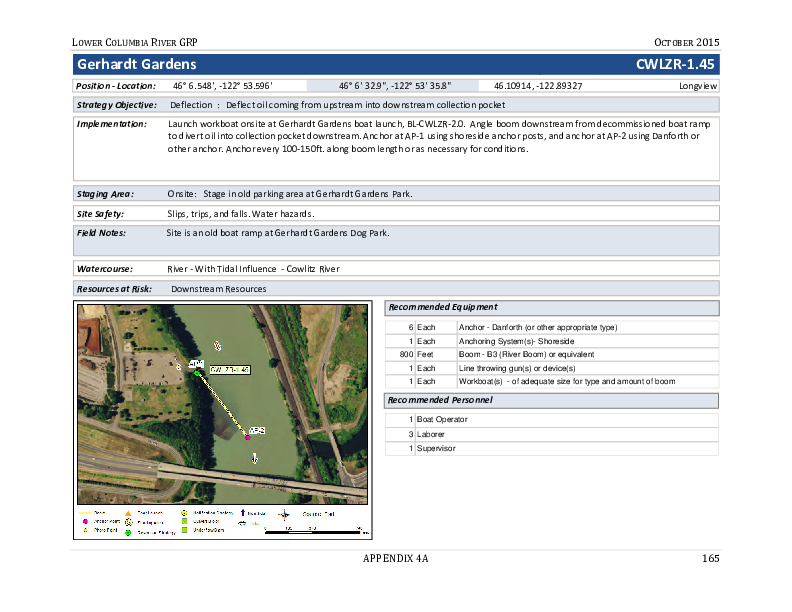 LOWER COLUMBIA RIVER GRP OCTOBER 2015
Gerhardt Gardens CWLZR-1.45
Position - Location: 46° 6.548', -122° 53.596' 46° 6' 32.9", -122° 53' 35.8" 46.10914, -122.89327 Longview
Strategy Objective: Deflection : Deflect oil coming from upstream into downstream collection pocket
Implementation: Launch workboat onsite at Gerhardt Gardens boat launch, BL-CWLZR-2.0. Angle boom downstream from decommissioned boat ramp
to divert oil into collection pocket downstream. Anchor at AP-1 using shoreside anchor posts, and anchor at AP-2 using Danforth or
other anchor. Anchor every 100-150ft. along boom length or as necessary for conditions.
Staging Area: Onsite: Stage in old parking area at Gerhardt Gardens Park.
Site Safety: Slips, trips, and falls. Water hazards.
Field Notes: Site is an old boat ramp at Gerhardt Gardens Dog Park.
Watercourse: River - With Tidal Influence - Cowlitz River
Resources at Risk: Downstream Resources
AP-1
CWLZR-1.45
AP-2
Anchor Point
Photo Point
Notification Strategy
Recommended Equipment
6 Each Anchor - Danforth (or other appropriate type)
1 Each Anchoring System(s)- Shoreside
800 Feet Boom - B3 (River Boom) or equivalent
1 Each Line throwing gun(s) or device(s)
1 Each Workboat(s) - of adequate size for type and amount of boom
Recommended Personnel
1 Boat Operator
3 Laborer
1 Supervisor
APPENDIX 4A 165